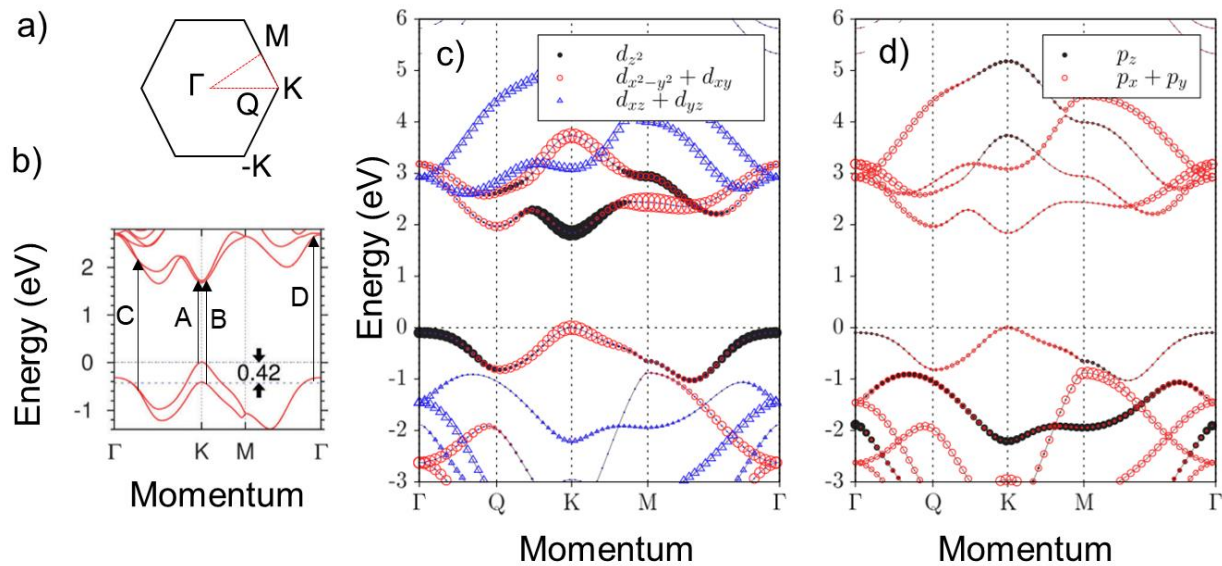 a)
M
Γ
K
Q
-K
b)
Energy (eV)
2
1
0
-1
C
A
B
D
0.42
Γ
K
M
Γ
Momentum
c)
Energy (eV)
6
5
4
3
2
1
0
-1
-2
-3
d_{z^2}
d_{x^2-y^2} + d_{xy}
d_{xz} + d_{yz}
Γ
Q
K
M
Γ
Momentum
d)
6
5
4
3
2
1
0
-1
-2
-3
p_z
p_x + p_y
Γ
Q
K
M
Γ
Momentum